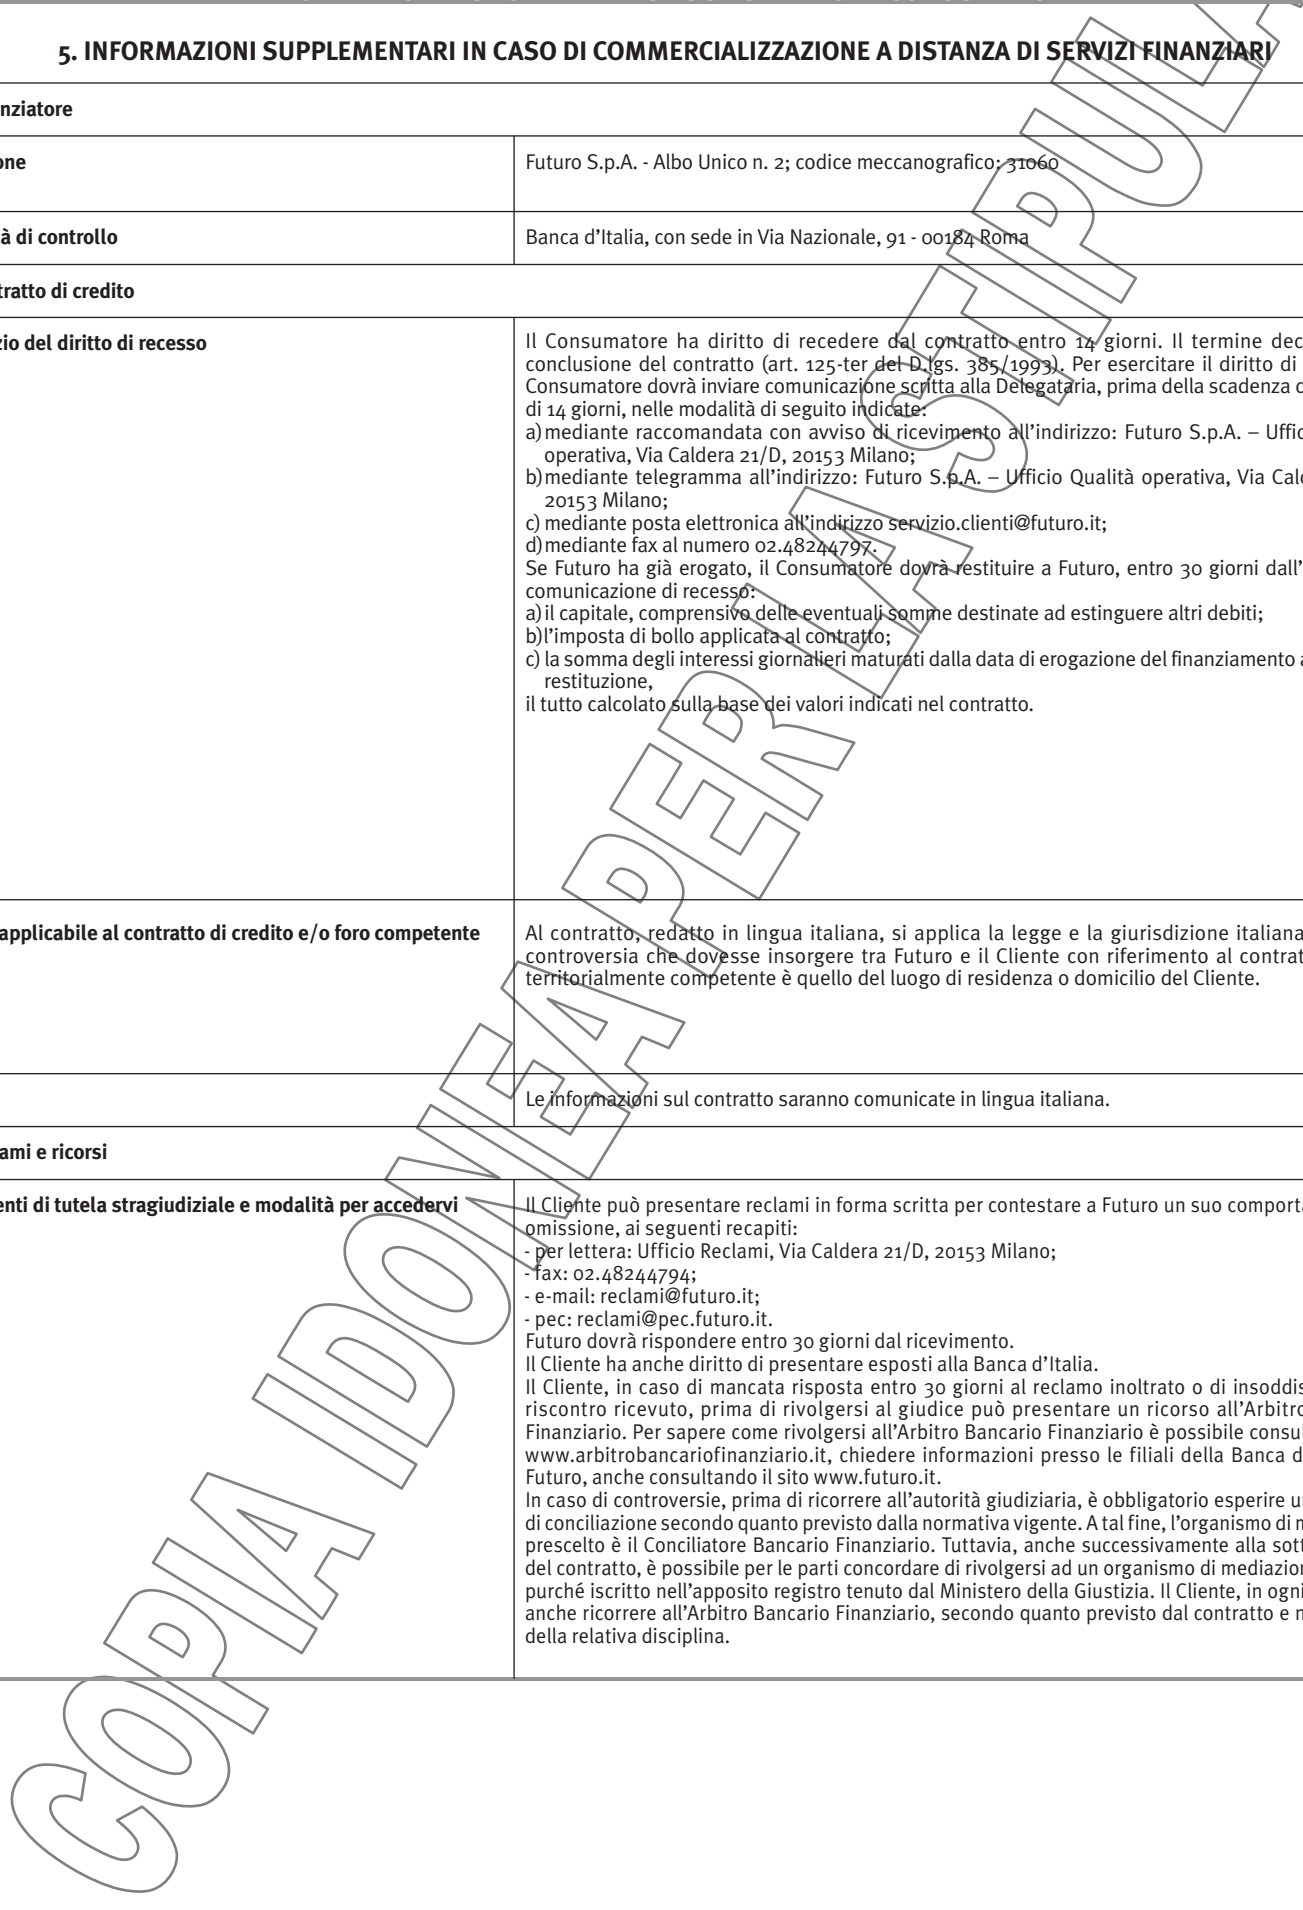 5. INFORMAZIONI SUPPLEMENTARI IN CASO DI COMMERCIALIZZAZIONE A DISTANZA DI SERVIZI FINANZIARI
nziatore
one
Futuro S.p.A. - Albo Unico n. 2; codice meccanografico: 31060
tà di controllo
Banca d'Italia, con sede in Via Nazionale, 91 - 00184 Roma
tratto di credito
zio del diritto di recesso
Il Consumatore ha diritto di recedere dal contratto entro 14 giorni. Il termine dec
conclusione del contratto (art. 125-ter del D.lgs. 385/1993). Per esercitare il diritto di
Consumatore dovrà inviare comunicazione scritta alla Delegataria, prima della scadenza d
di 14 giorni, nelle modalità di seguito indicate:
a) mediante raccomandata con avviso di ricevimento all'indirizzo: Futuro S.p.A. – Uffic
operativa, Via Caldera 21/D, 20153 Milano;
b) mediante telegramma all'indirizzo: Futuro S.p.A. – Ufficio Qualità operativa, Via Cald
20153 Milano;
c) mediante posta elettronica all'indirizzo servizio.clienti@futuro.it;
d) mediante fax al numero 02.48244797.
Se Futuro ha già erogato, il Consumatore dovrà restituire a Futuro, entro 30 giorni dall'
comunicazione di recesso:
a) il capitale, comprensivo delle eventuali somme destinate ad estinguere altri debiti;
b) l'imposta di bollo applicata al contratto;
c) la somma degli interessi giornalieri maturati dalla data di erogazione del finanziamento a
restituzione,
il tutto calcolato sulla base dei valori indicati nel contratto.
applicabile al contratto di credito e/o foro competente
Al contratto, redatto in lingua italiana, si applica la legge e la giurisdizione italiana
controversia che dovesse insorgere tra Futuro e il Cliente con riferimento al contrat
territorialmente competente è quello del luogo di residenza o domicilio del Cliente.
Le informazioni sul contratto saranno comunicate in lingua italiana.
ami e ricorsi
enti di tutela stragiudiziale e modalità per accedervi
Il Cliente può presentare reclami in forma scritta per contestare a Futuro un suo comporta
omissione, ai seguenti recapiti:
- per lettera: Ufficio Reclami, Via Caldera 21/D, 20153 Milano;
- fax: 02.48244794;
- e-mail: reclami@futuro.it;
- pec: reclami@pec.futuro.it.
Futuro dovrà rispondere entro 30 giorni dal ricevimento.
Il Cliente ha anche diritto di presentare esposti alla Banca d'Italia.
Il Cliente, in caso di mancata risposta entro 30 giorni al reclamo inoltrato o di insoddis
riscontro ricevuto, prima di rivolgersi al giudice può presentare un ricorso all'Arbitro
Finanziario. Per sapere come rivolgersi all'Arbitro Bancario Finanziario è possibile consul
www.arbitrobancariofinanziario.it, chiedere informazioni presso le filiali della Banca d
Futuro, anche consultando il sito www.futuro.it.
In caso di controversie, prima di ricorrere all'autorità giudiziaria, è obbligatorio esperire u
di conciliazione secondo quanto previsto dalla normativa vigente. A tal fine, l'organismo di m
prescelto è il Conciliatore Bancario Finanziario. Tuttavia, anche successivamente alla sott
del contratto, è possibile per le parti concordare di rivolgersi ad un organismo di mediazion
purché iscritto nell'apposito registro tenuto dal Ministero della Giustizia. Il Cliente, in ogni
anche ricorrere all'Arbitro Bancario Finanziario, secondo quanto previsto dal contratto e n
della relativa disciplina.
COPIA IDONEA PER LA STIPULA